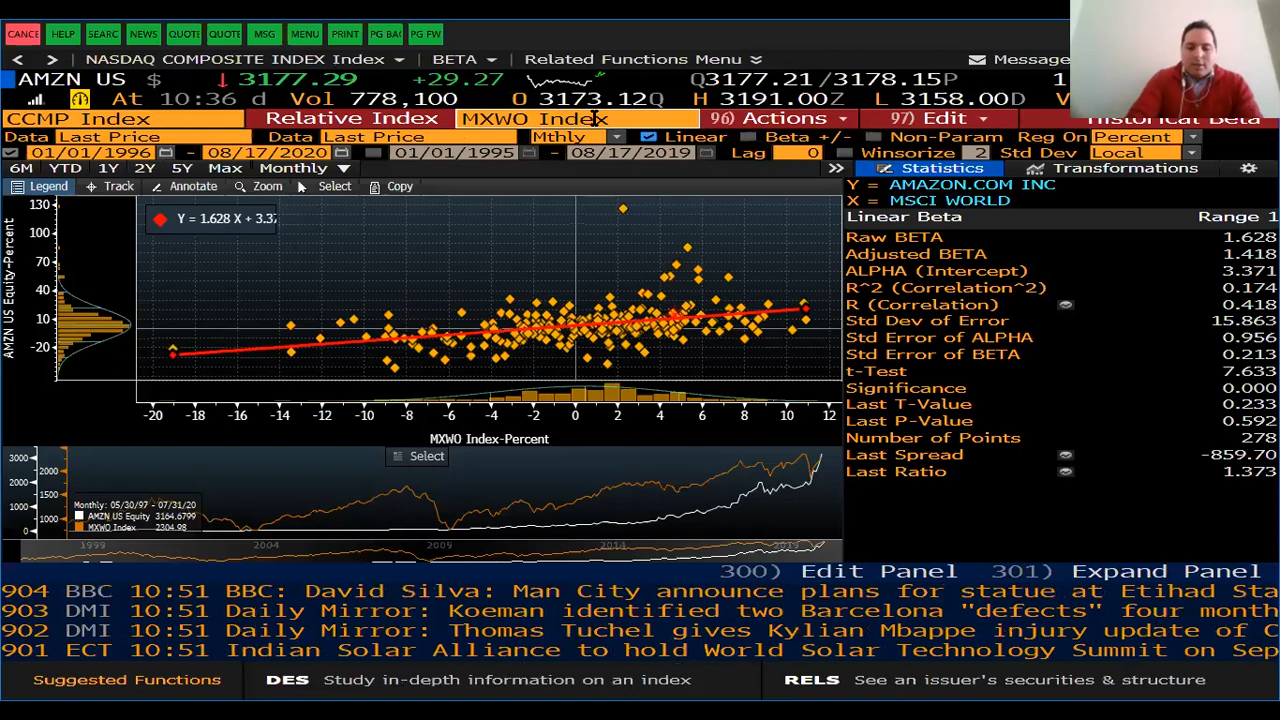 CANCE HELP SEARC NEWS QUOTE QUOTE MSG MENU PRINT PG BAC PG FW
< > NASDAQ COMPOSITE INDEX Index BETA Related Functions Menu Message
AMZN US $ 3177.29 +29.27 Q3177.21 /3178.15P 1
At 10:36 d Vol 778,100 O 3173.12Q H 3191.00Z L 3158.00D
CCMP Index Relative Index MXWO Index 96) Actions 97) Edit Historical Beta
Data Last Price Data Last Price Mthly Linear Beta +/- Non-Param Reg On Percent
01/01/1996 - 08/17/2020 01/01/1995 - 08/17/2019 Lag 0 Winsorize 2 Std Dev Local
6M YTD 1Y 2Y 5Y Max Monthly Statistics Transformations
Legend Track Annotate Zoom Select Copy
Y = AMAZON.COM INC
X = MSCI WORLD
Linear Beta Range 1
Raw BETA 1.628
Adjusted BETA 1.418
ALPHA (Intercept) 3.371
R^2 (Correlation^2) 0.174
R (Correlation) 0.418
Std Dev of Error 15.863
Std Error of ALPHA 0.956
Std Error of BETA 0.213
t-Test 7.633
Significance 0.000
Last T-Value 0.233
Last P-Value 0.592
Number of Points 278
Last Spread -859.70
Last Ratio 1.373
Y = 1.628 X + 3.37
AMZN US Equity-Percent
130
100
70
40
10
-20
-20 -18 -16 -14 -12 -10 -8 -6 -4 -2 0 2 4 6 8 10 12
MXWO Index-Percent
Select
3000 2500
2000 2000
1500
1000 1000
0
Monthly: 05/30/97 - 07/31/20
AMZN US Equity 3164.6799
MXWO Index 2304.98
1999 2004 2009 2014 2019
300) Edit Panel 301) Expand Panel
904 BBC 10:51 BBC: David Silva: Man City announce plans for statue at Etihad Sta
903 DMI 10:51 Daily Mirror: Koeman identified two Barcelona "defects" four month
902 DMI 10:51 Daily Mirror: Thomas Tuchel gives Kylian Mbappe injury update of C
901 ECT 10:51 Indian Solar Alliance to hold World Solar Technology Summit on Sep
Suggested Functions DES Study in-depth information on an index RELS See an issuer's securities & structure